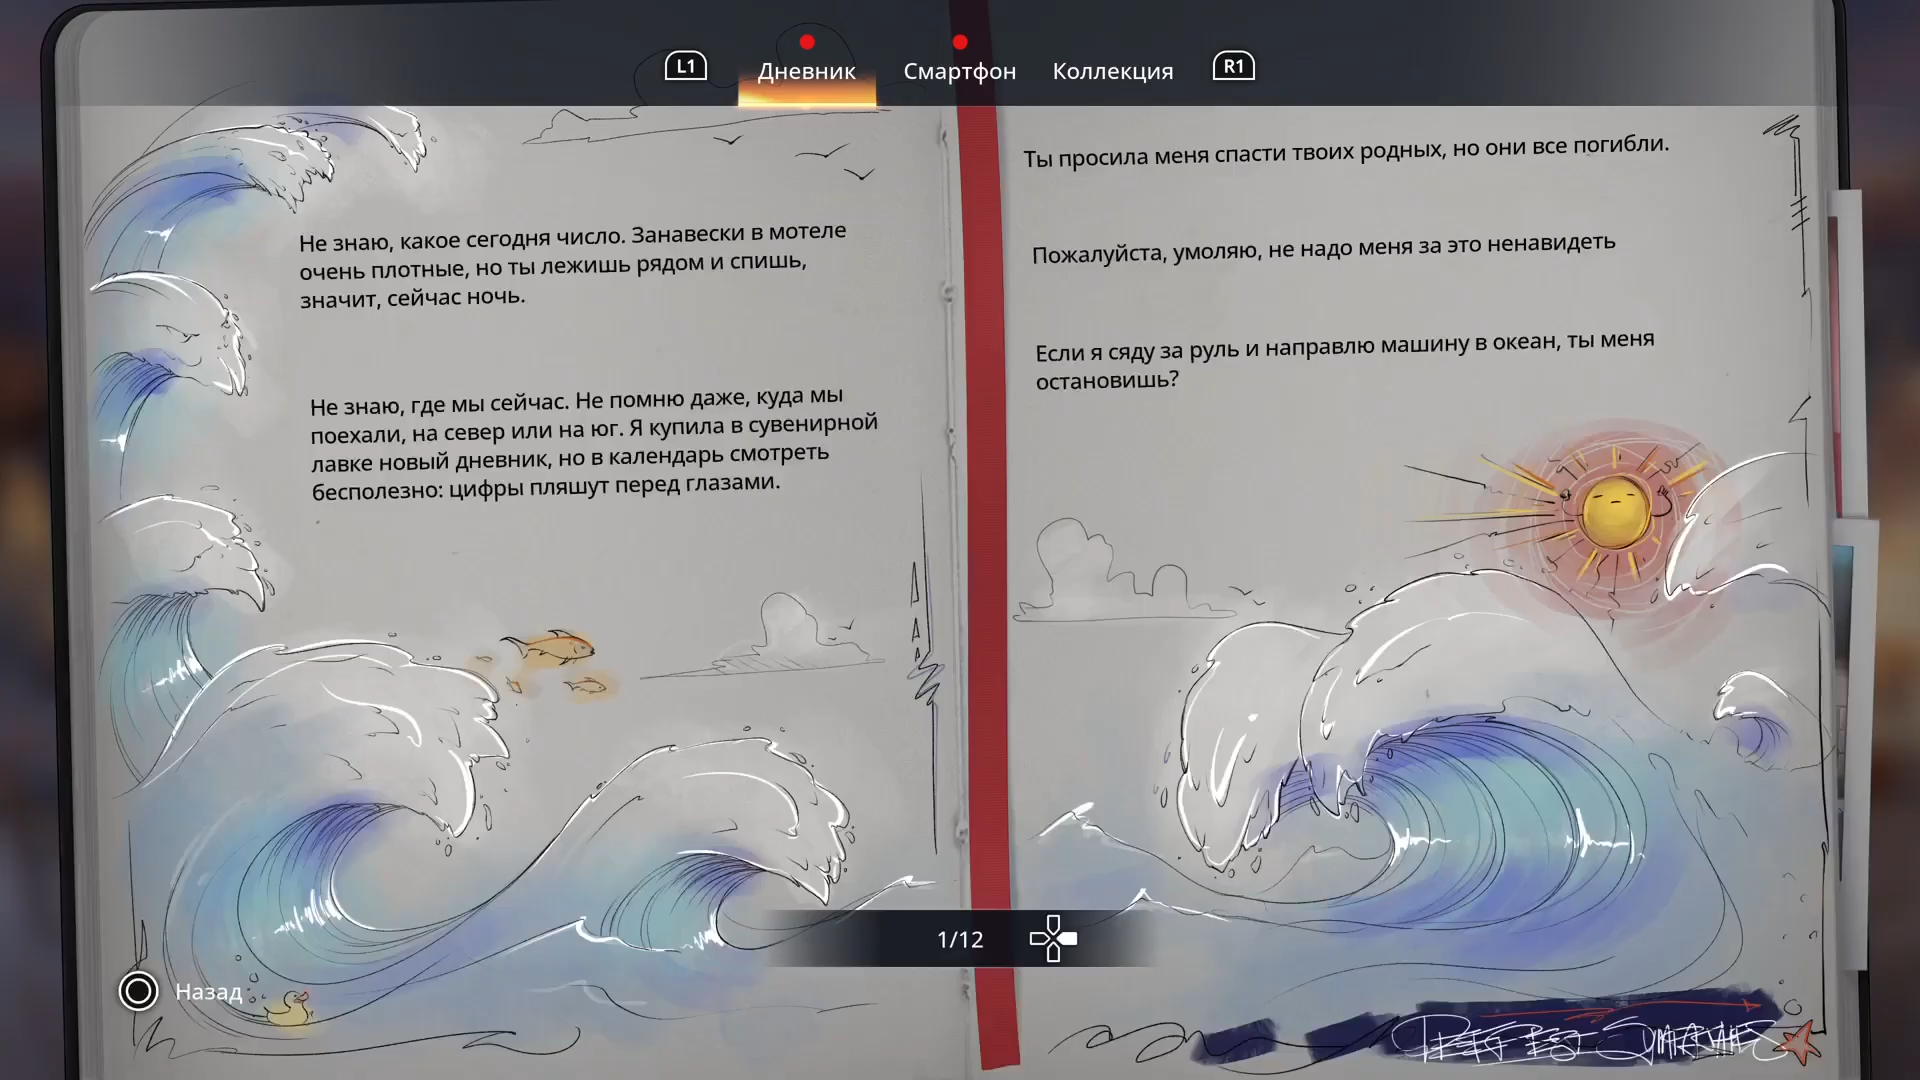 L1
Дневник
Смартфон
Коллекция
R1
Не знаю, какое сегодня число. Занавески в мотеле
очень плотные, но ты лежишь рядом и спишь,
значит, сейчас ночь.
Не знаю, где мы сейчас. Не помню даже, куда мы
поехали, на север или на юг. Я купила в сувенирной
лавке новый дневник, но в календарь смотреть
бесполезно: цифры пляшут перед глазами.
Ты просила меня спасти твоих родных, но они все погибли.
Пожалуйста, умоляю, не надо меня за это ненавидеть
Если я сяду за руль и направлю машину в океан, ты меня
остановишь?
1/12
Назад